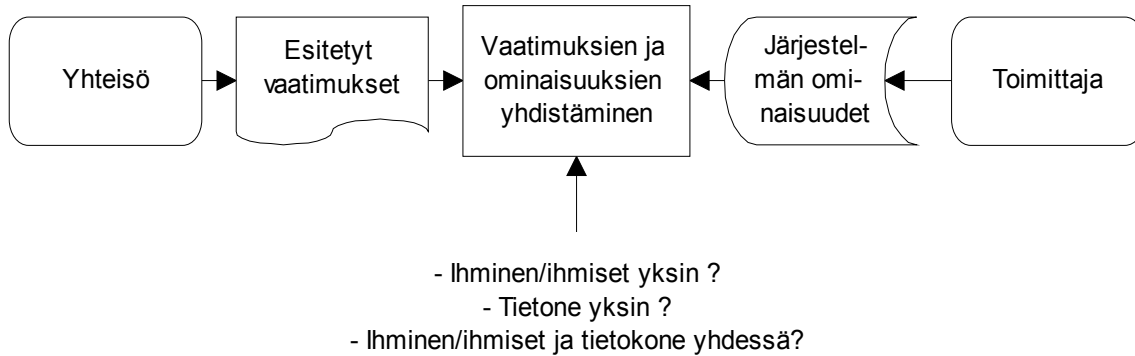 Yhteisö
Esitetyt
vaatimukset
Vaatimuksien ja
ominaisuuksien
yhdistäminen
Järjestel-
män omi-
naisuudet
Toimittaja
- Ihminen/ihmiset yksin ?
- Tietone yksin ?
- Ihminen/ihmiset ja tietokone yhdessä?